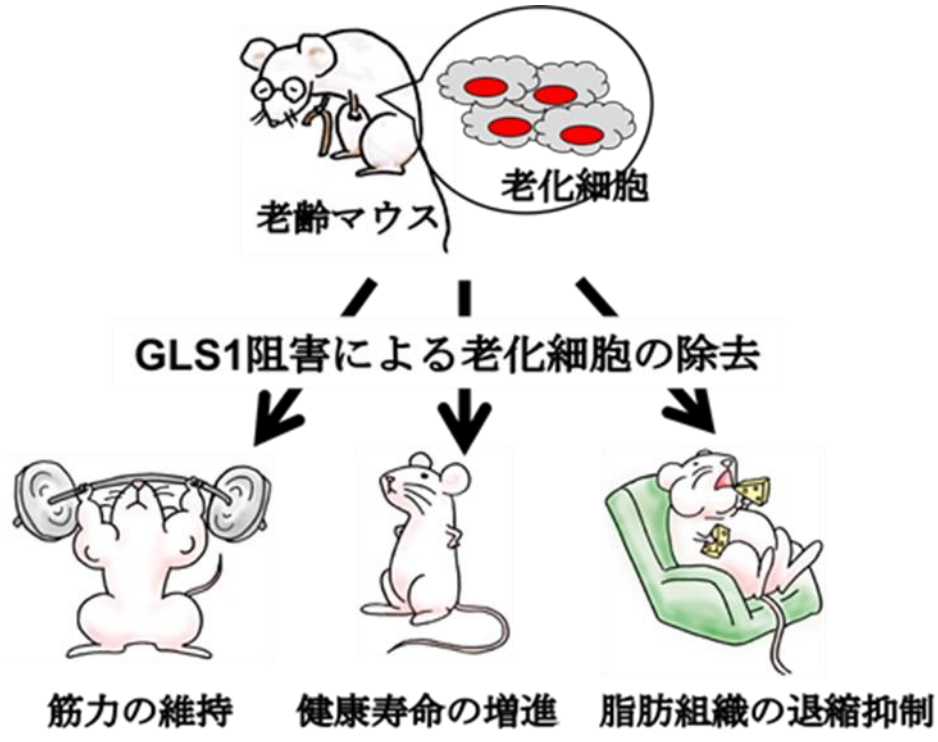 老化細胞
老齢マウス
GLS1阻害による老化細胞の除去
筋力の維持
健康寿命の増進
脂肪組織の退縮抑制